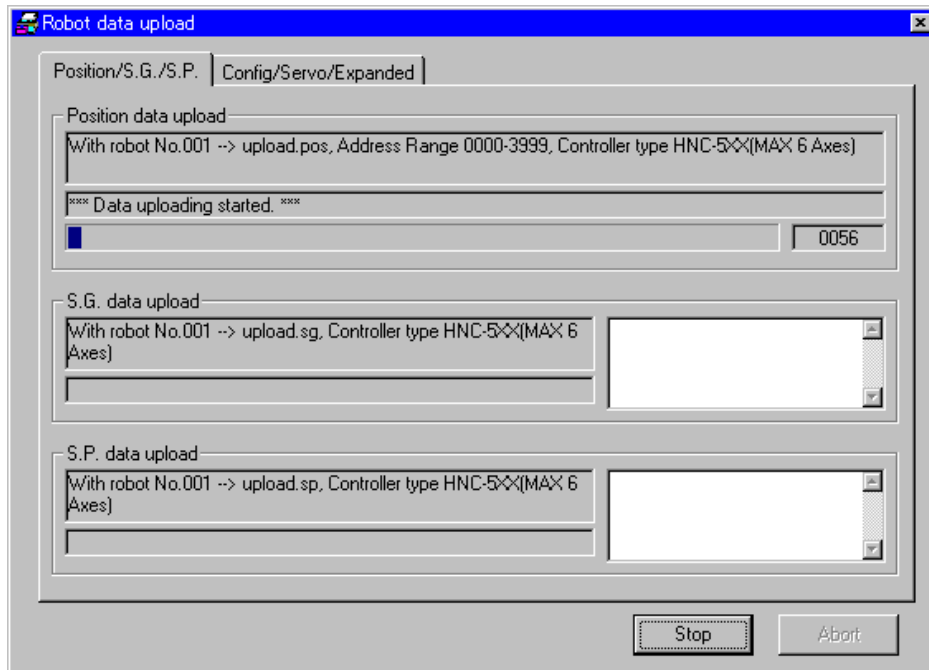 Robot data upload
Position/S.G./S.P.
Config/Servo/Expanded
Position data upload
With robot No.001 --> upload.pos, Address Range 0000-3999, Controller type HNC-5XX(MAX 6 Axes)
*** Data uploading started. ***
0056
S.G. data upload
With robot No.001 --> upload.sg, Controller type HNC-5XX(MAX 6
Axes)
S.P. data upload
With robot No.001 --> upload.sp, Controller type HNC-5XX(MAX 6
Axes)
Stop
Abort